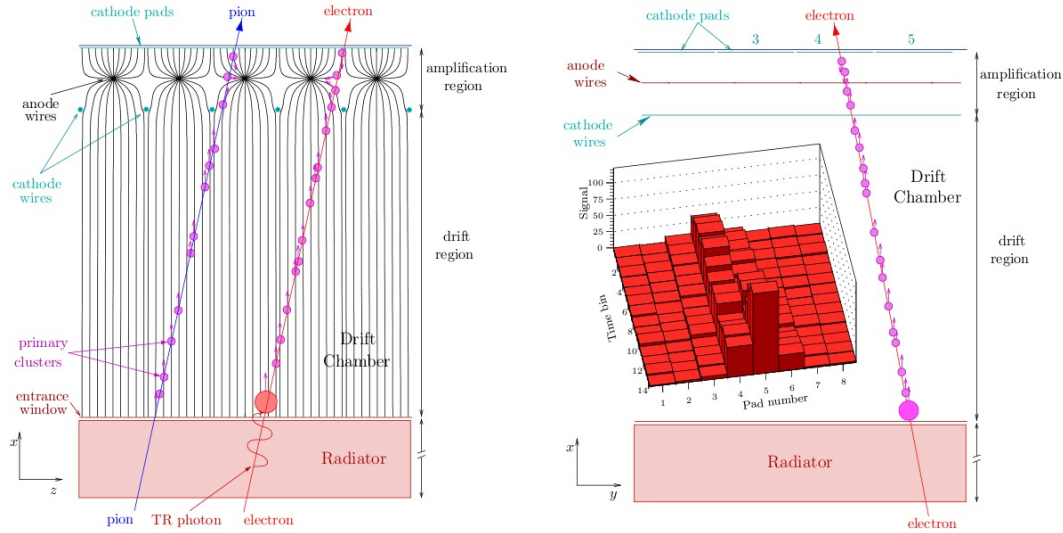 cathode pads
pion
electron
anode
wires
amplification
region
cathode
wires
drift
region
primary
clusters
Drift
Chamber
entrance
window
x
z
Radiator
pion
TR photon
electron
cathode pads
electron
3
4
5
anode
wires
amplification
region
cathode
wires
Drift
Chamber
drift
region
Signal
100
75
50
25
0
Time bin
2
4
6
8
10
12
14
1
2
3
4
5
6
7
8
Pad number
x
y
Radiator
electron